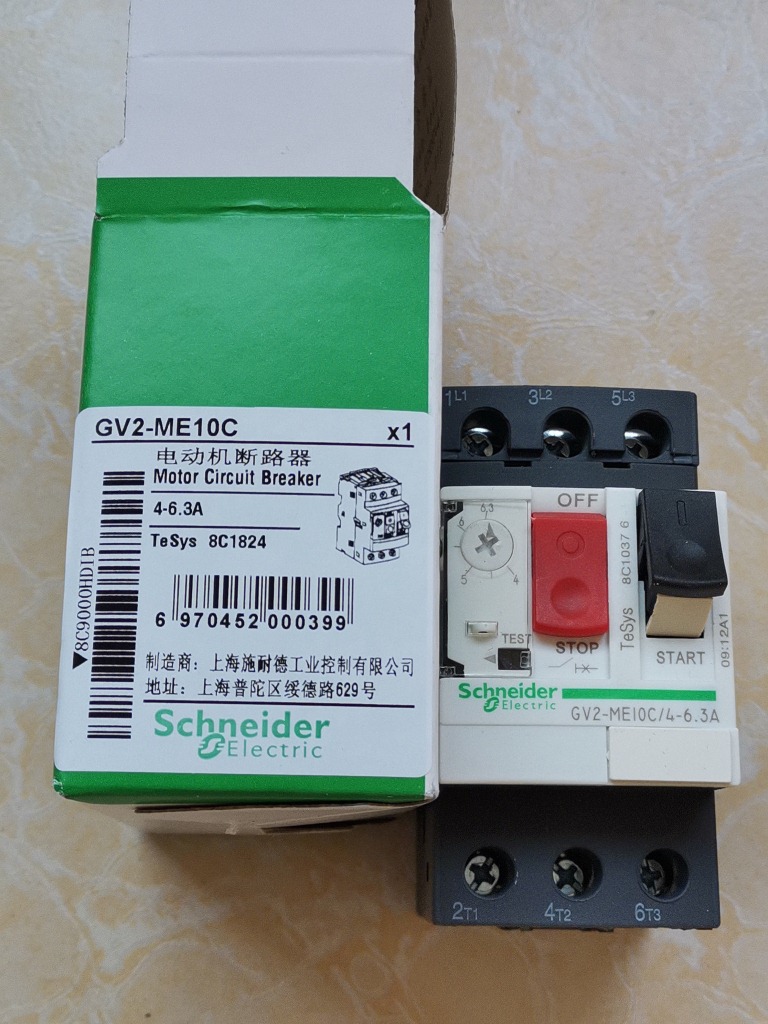 GV2-ME10C
x1
电动机断路器
Motor Circuit Breaker
4-6.3A
TeSys 8C1824
▼8C9000HD1B
6 970452 000399
制造商：上海施耐德工业控制有限公司
地址：上海普陀区绥德路629号
Schneider
Electric
1L1 3L2 5L3
OFF
6.3
6
5
4
TEST
STOP
TeSys 8C1037 6
START
09:12A1
Schneider
Electric
GV2-ME10C/4-6.3A
2T1 4T2 6T3